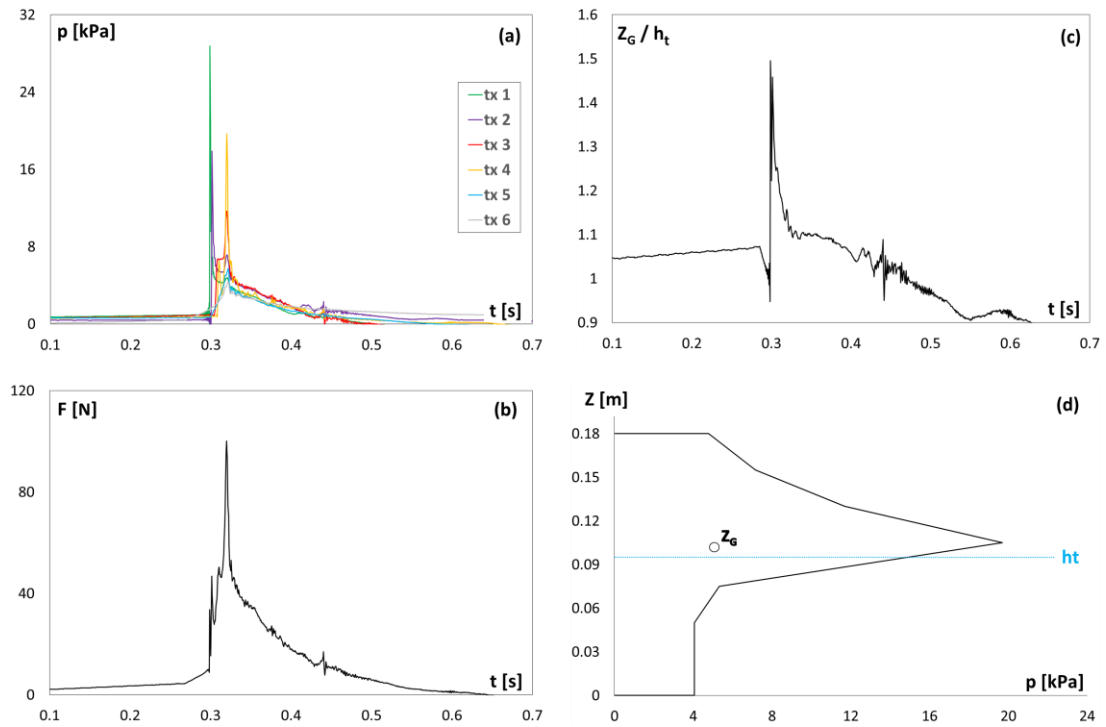 p [kPa]
(a)
32
24
16
8
0
tx 1
tx 2
tx 3
tx 4
tx 5
tx 6
t [s]
0.1 0.2 0.3 0.4 0.5 0.6 0.7
Z_G / h_t
(c)
1.6
1.5
1.4
1.3
1.2
1.1
1
0.9
t [s]
0.1 0.2 0.3 0.4 0.5 0.6 0.7
F [N]
(b)
120
80
40
0
t [s]
0.1 0.2 0.3 0.4 0.5 0.6 0.7
Z [m]
(d)
0.18
0.15
0.12
0.09
0.06
0.03
0
Z_G
ht
p [kPa]
0 4 8 12 16 20 24